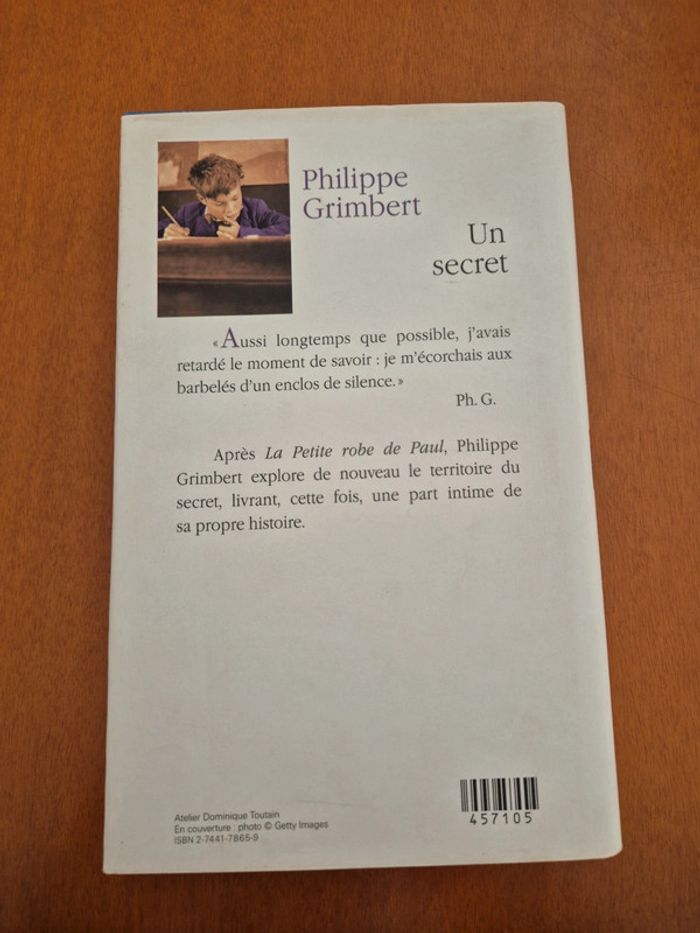 Philippe
Grimbert
Un
secret
« Aussi longtemps que possible, j'avais
retardé le moment de savoir : je m'écorchais aux
barbelés d'un enclos de silence. »
Ph. G.
Après La Petite robe de Paul, Philippe
Grimbert explore de nouveau le territoire du
secret, livrant, cette fois, une part intime de
sa propre histoire.
Atelier Dominique Toutain
En couverture : photo © Getty Images
ISBN 2-7441-7865-9
457105